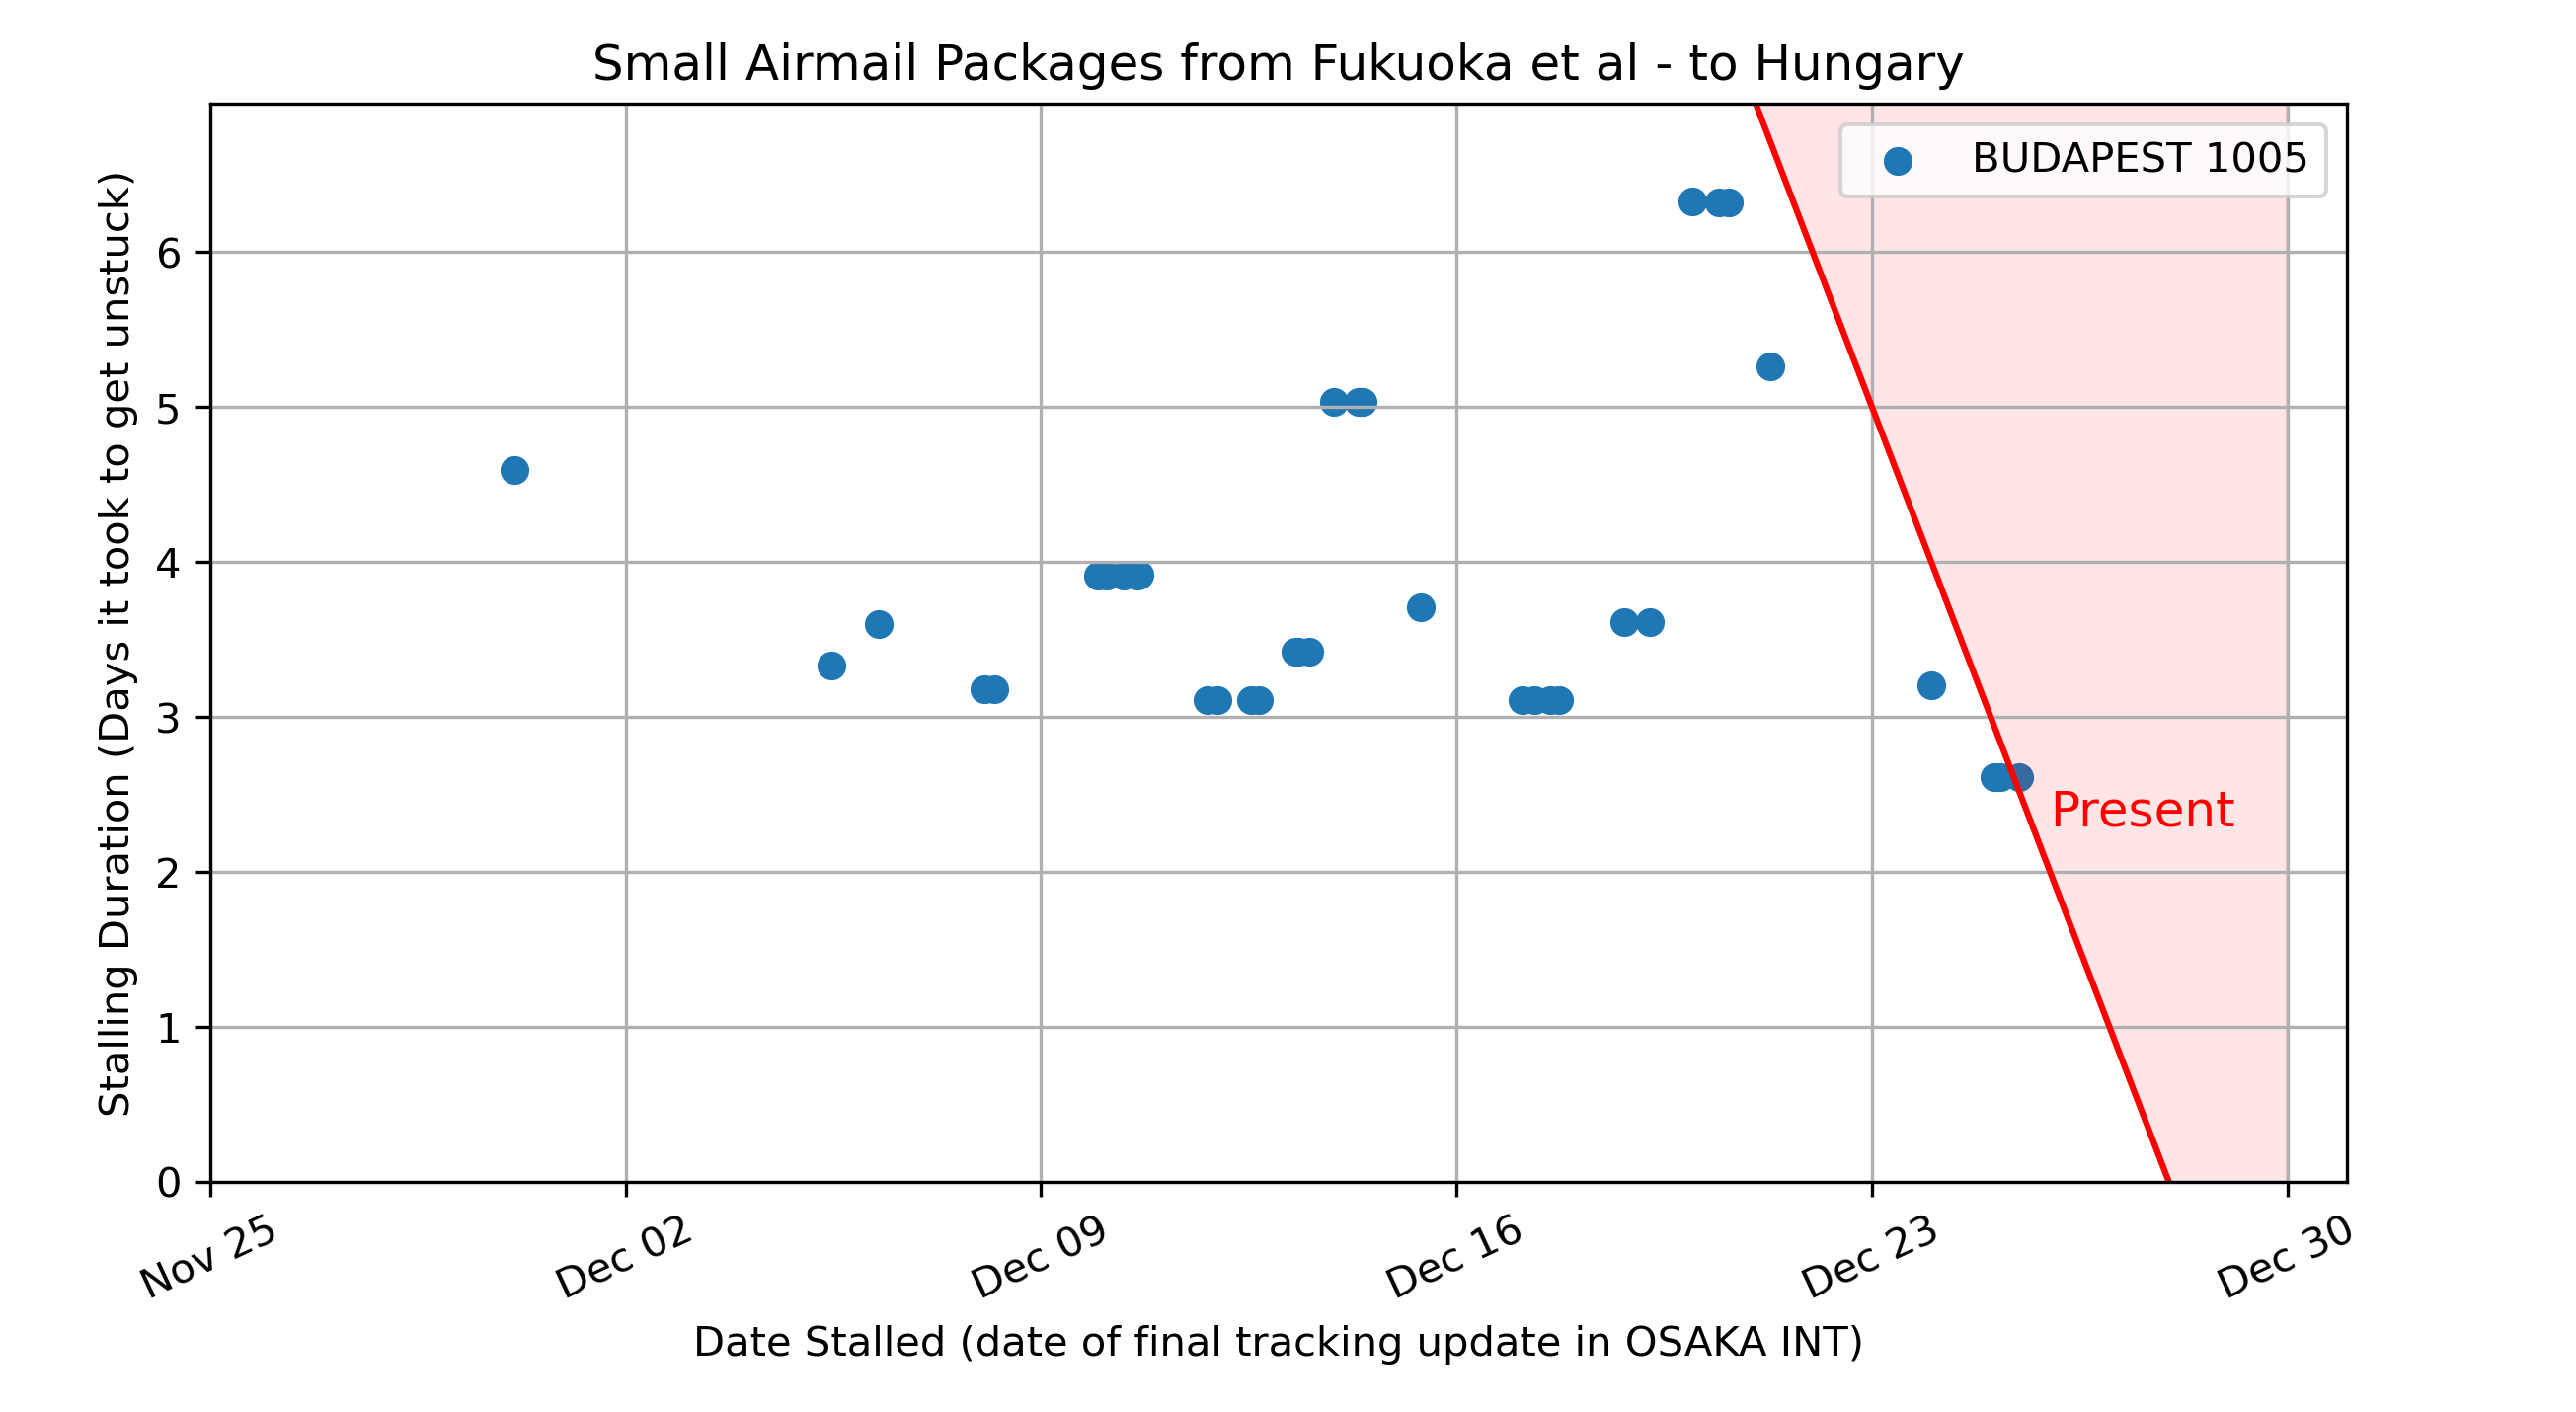 Small Airmail Packages from Fukuoka et al - to Hungary
BUDAPEST 1005
Stalling Duration (Days it took to get unstuck)
6
5
4
3
2
1
0
Present
Nov 25
Dec 02
Dec 09
Dec 16
Dec 23
Dec 30
Date Stalled (date of final tracking update in OSAKA INT)